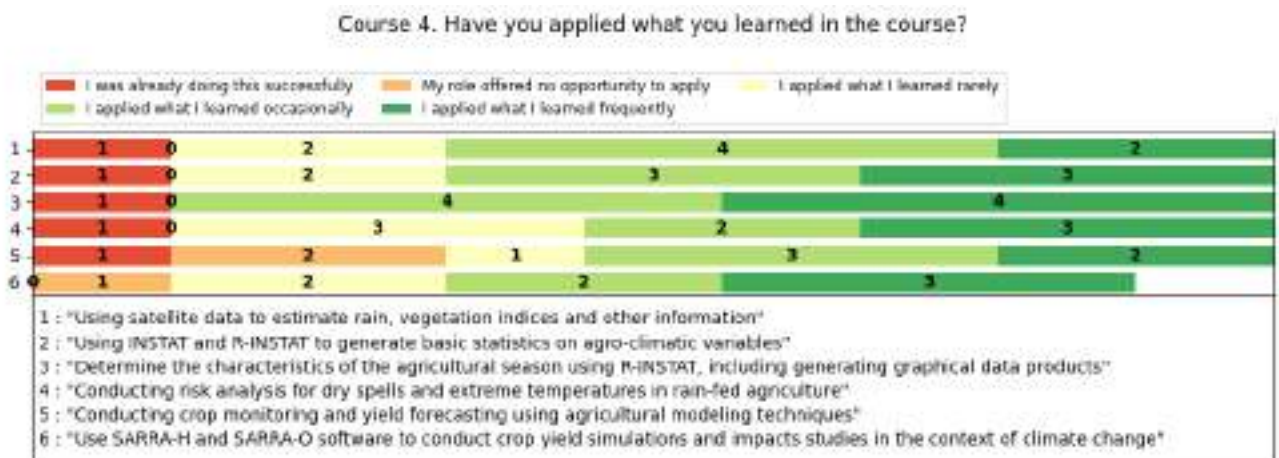 Course 4. Have you applied what you learned in the course?
I was already doing this successfully My role offered no opportunity to apply I applied what I learned rarely
I applied what I learned occasionally I applied what I learned frequently
1 1 0 2 4 2
2 1 0 2 3 3
3 1 0 4 4
4 1 0 3 2 3
5 1 2 1 3 2
6 0 1 2 2 3
1 : "Using satellite data to estimate rain, vegetation indices and other information"
2 : "Using INSTAT and R-INSTAT to generate basic statistics on agro-climatic variables"
3 : "Determine the characteristics of the agricultural season using R-INSTAT, including generating graphical data products"
4 : "Conducting risk analysis for dry spells and extreme temperatures in rain-fed agriculture"
5 : "Conducting crop monitoring and yield forecasting using agricultural modeling techniques"
6 : "Use SARRA-H and SARRA-O software to conduct crop yield simulations and impacts studies in the context of climate change"